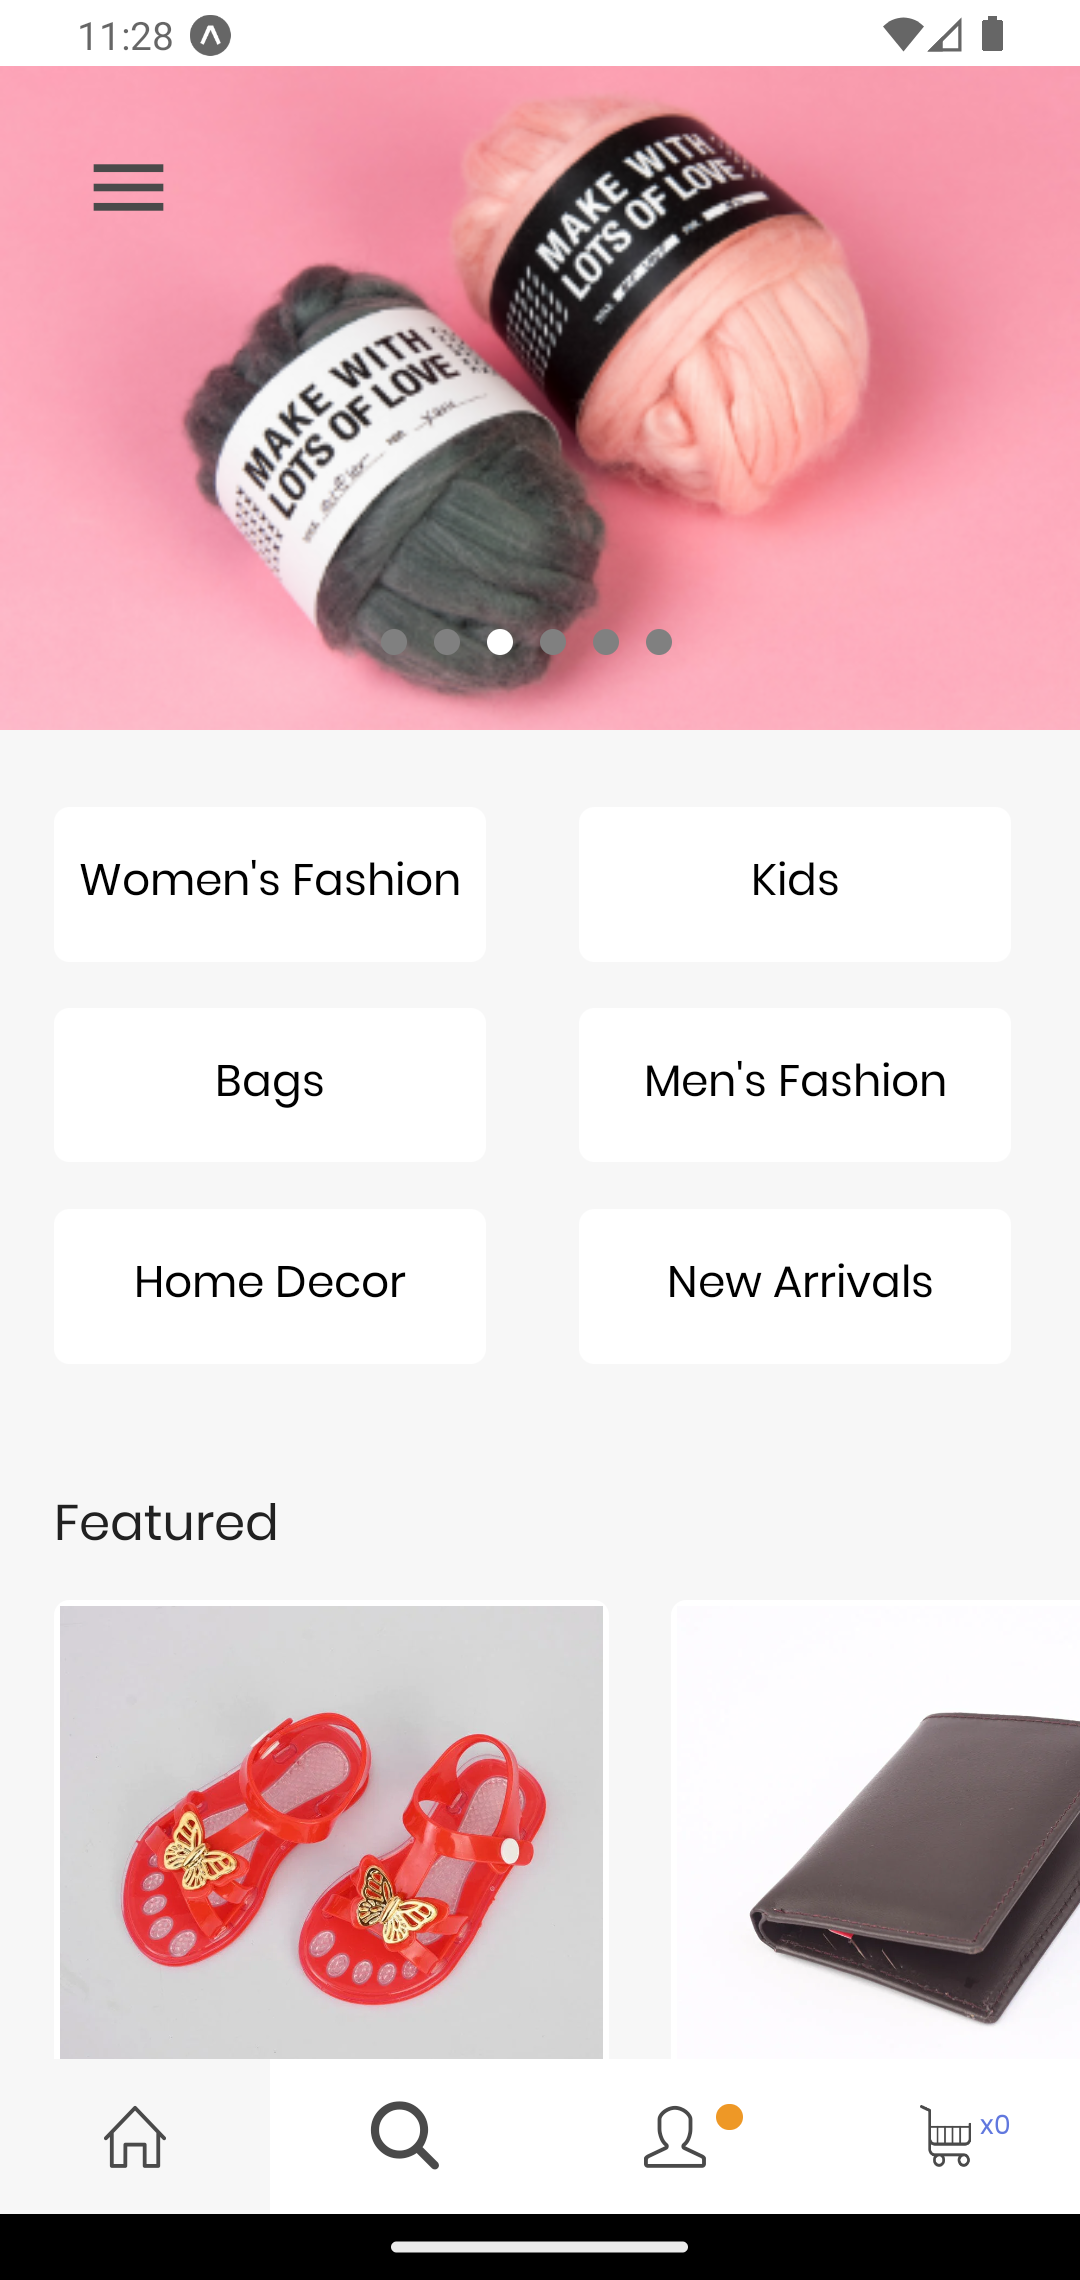 11:28
MAKE WITH
LOTS OF LOVE
MAKE WITH
LOTS OF LOVE
Women's Fashion
Kids
Bags
Men's Fashion
Home Decor
New Arrivals
Featured
x0